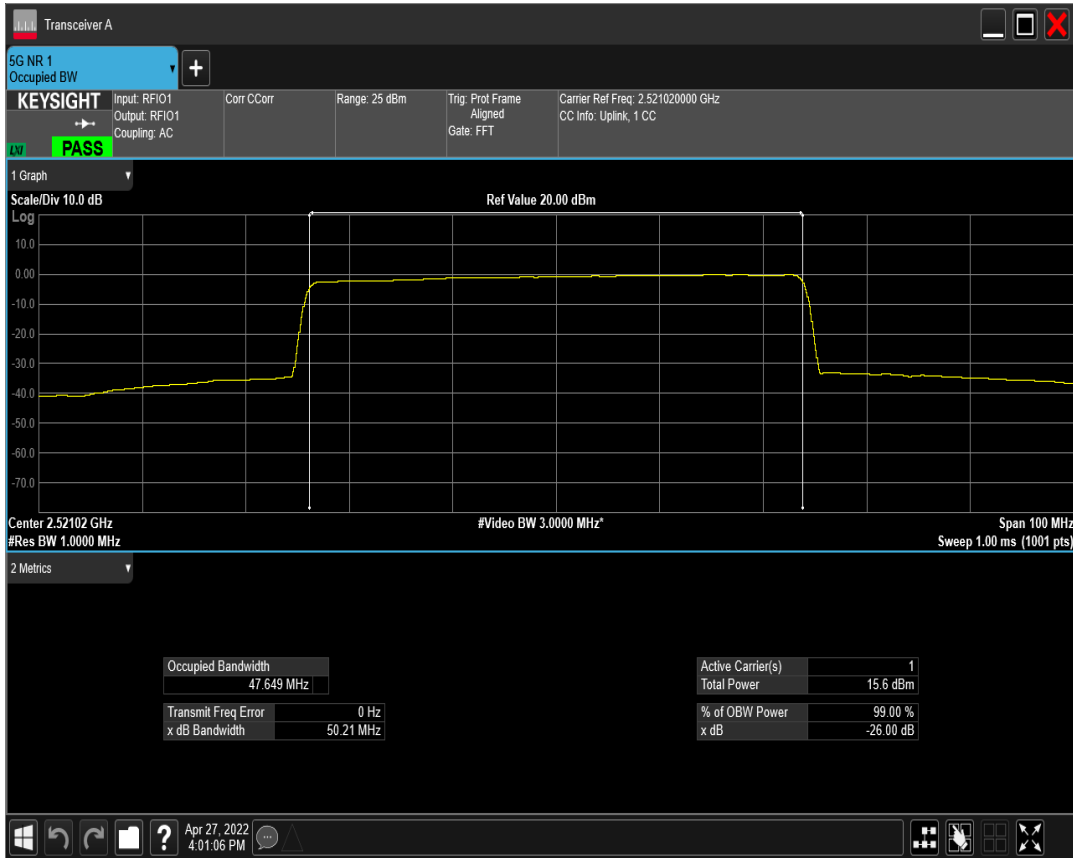 Transceiver A
5G NR 1
Occupied BW
+
KEYSIGHT
LXI
PASS
Input: RFIO1
Output: RFIO1
Coupling: AC
Corr CCorr
Range: 25 dBm
Trig: Prot Frame
Aligned
Gate: FFT
Carrier Ref Freq: 2.521020000 GHz
CC Info: Uplink, 1 CC
1 Graph
Scale/Div 10.0 dB
Ref Value 20.00 dBm
Log
10.0
0.00
-10.0
-20.0
-30.0
-40.0
-50.0
-60.0
-70.0
Center 2.52102 GHz
#Video BW 3.0000 MHz*
Span 100 MHz
#Res BW 1.0000 MHz
Sweep 1.00 ms (1001 pts)
2 Metrics
Occupied Bandwidth
47.649 MHz
Transmit Freq Error 0 Hz
x dB Bandwidth 50.21 MHz
Active Carrier(s) 1
Total Power 15.6 dBm
% of OBW Power 99.00 %
x dB -26.00 dB
?
Apr 27, 2022
4:01:06 PM